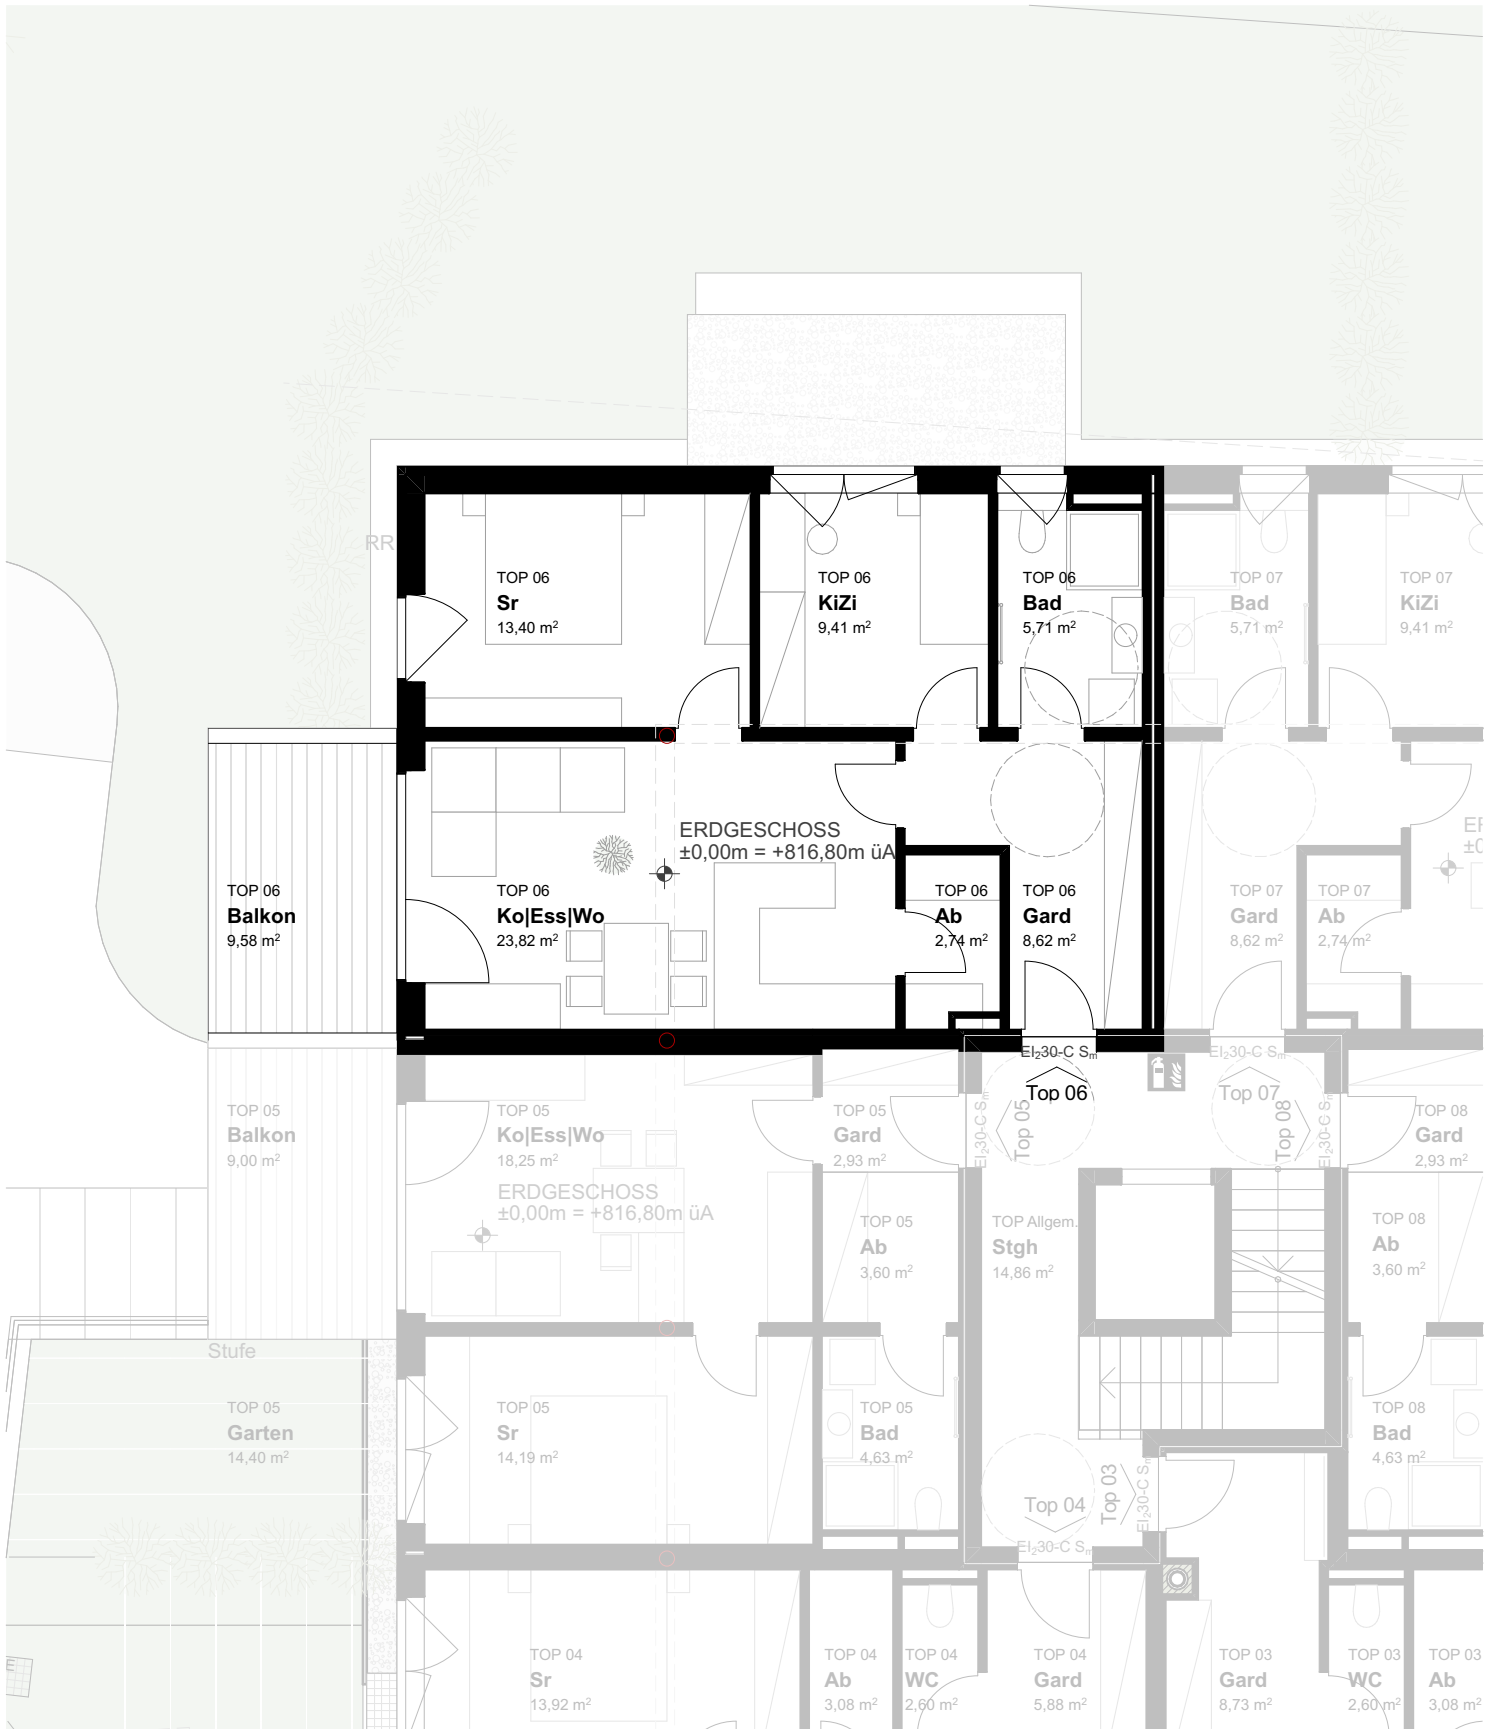 RR
TOP 06
Sr
13,40 m²
TOP 06
KiZi
9,41 m²
TOP 06
Bad
5,71 m²
TOP 07
Bad
5,71 m²
TOP 07
KiZi
9,41 m²
ERDGESCHOSS
±0,00m = +816,80m üA
TOP 06
Balkon
9,58 m²
TOP 06
Ko|Ess|Wo
23,82 m²
TOP 06
Ab
2,74 m²
TOP 06
Gard
8,62 m²
TOP 07
Gard
8,62 m²
TOP 07
Ab
2,74 m²
EI₂30-C Sₘ
Top 06
EI₂30-C Sₘ
Top 07
EI₂30-C Sₘ
Top 05
Top 08
EI₂30-C Sₘ
TOP 05
Balkon
9,00 m²
TOP 05
Ko|Ess|Wo
18,25 m²
TOP 05
Gard
2,93 m²
TOP 08
Gard
2,93 m²
ERDGESCHOSS
±0,00m = +816,80m üA
TOP 05
Ab
3,60 m²
TOP Allgem.
Stgh
14,86 m²
TOP 08
Ab
3,60 m²
Stufe
TOP 05
Garten
14,40 m²
TOP 05
Sr
14,19 m²
TOP 05
Bad
4,63 m²
TOP 08
Bad
4,63 m²
Top 04
EI₂30-C Sₘ
Top 03
EI₂30-C Sₘ
TOP 04
Sr
13,92 m²
TOP 04
Ab
3,08 m²
TOP 04
WC
2,60 m²
TOP 04
Gard
5,88 m²
TOP 03
Gard
8,73 m²
TOP 03
WC
2,60 m²
TOP 03
Ab
3,08 m²